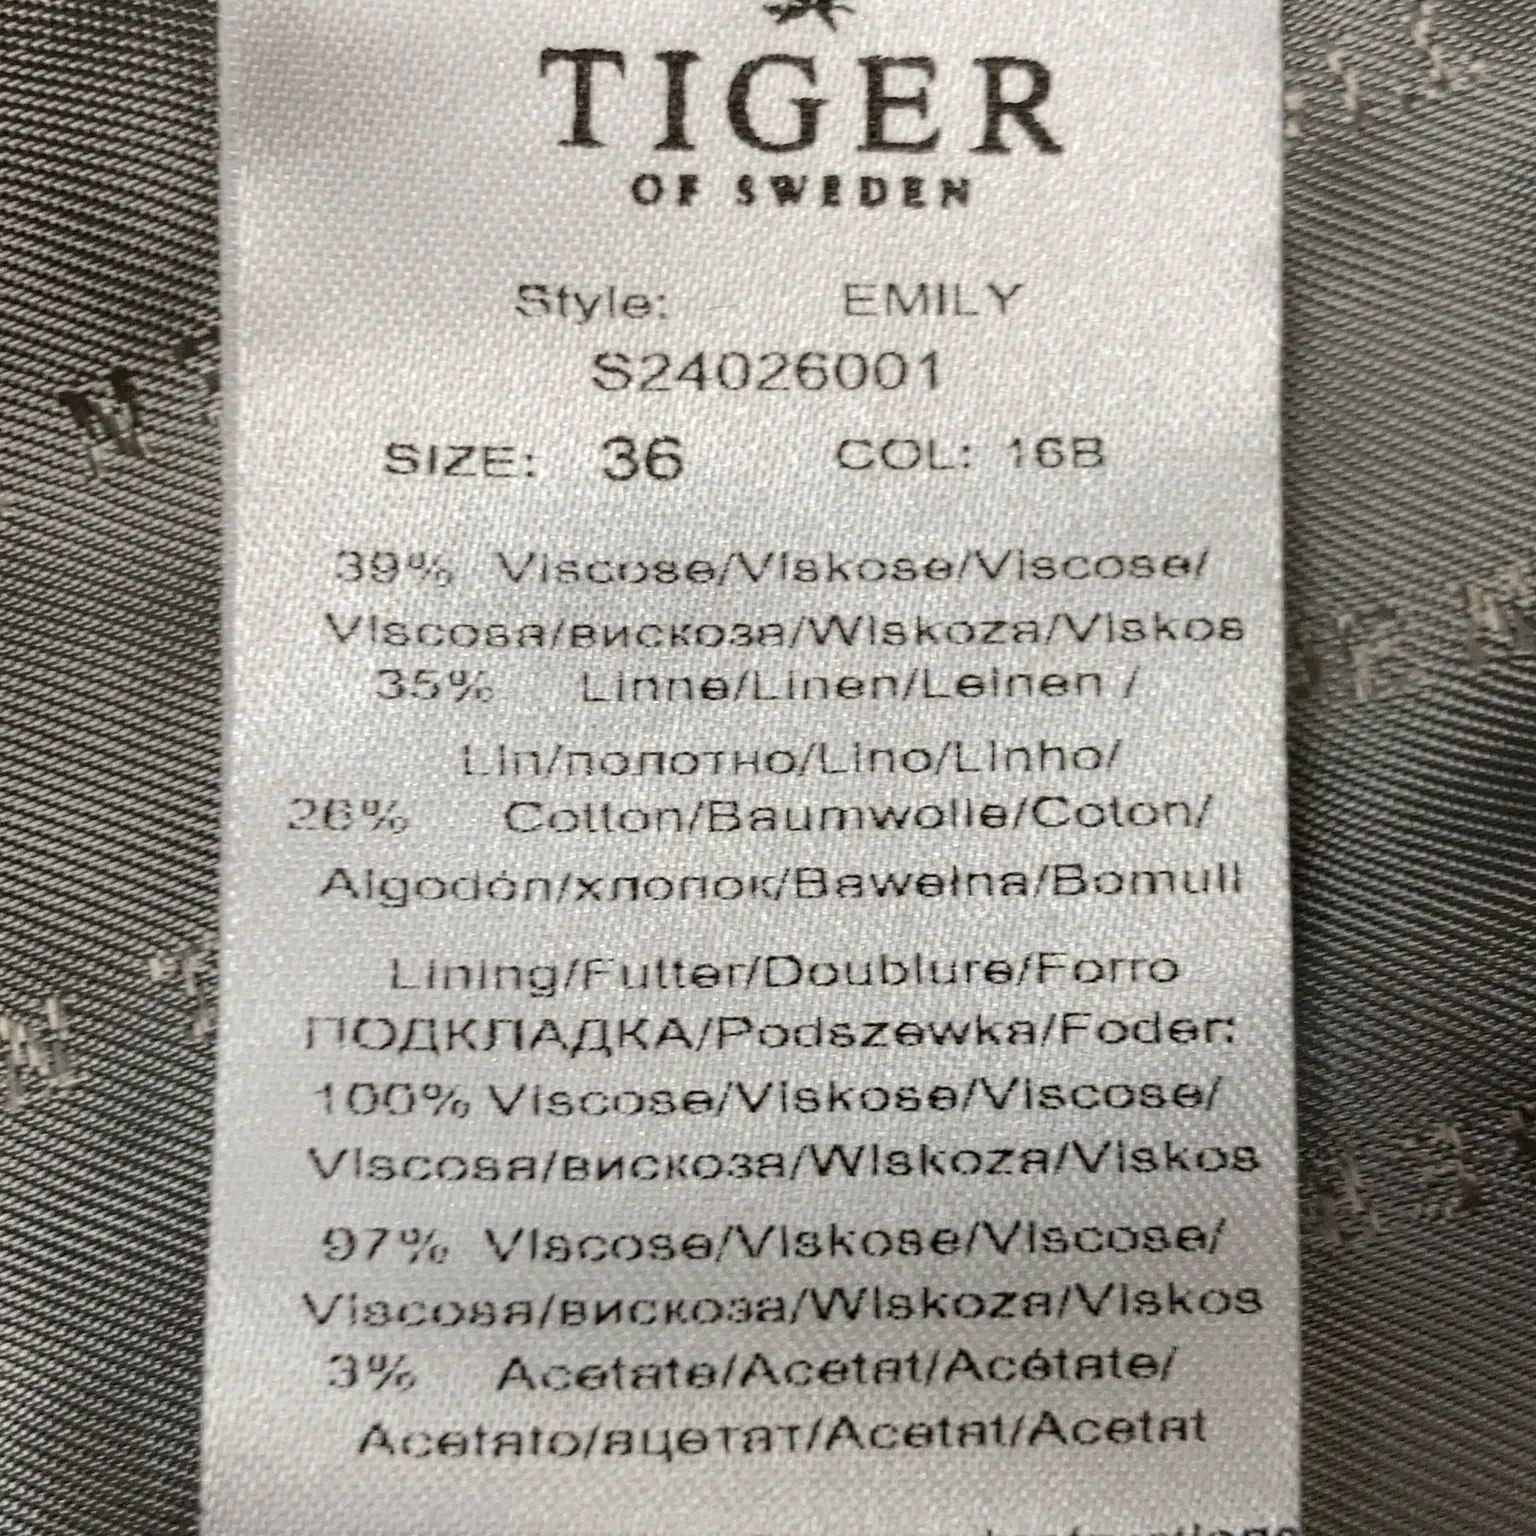 TIGER
OF SWEDEN
Style: EMILY
S24026001
SIZE: 36 COL: 16B
39% Viscose/Viskose/Viscose/
Viscosa/вискоза/Wiskoza/Viskos
35% Linne/Linen/Leinen /
Lin/полотно/Lino/Linho/
26% Cotton/Baumwolle/Coton/
Algodón/хлопок/Bawełna/Bomull
Lining/Futter/Doublure/Forro
ПОДКЛАДКА/Podszewka/Foder:
100% Viscose/Viskose/Viscose/
Viscosa/вискоза/Wiskoza/Viskos
97% Viscose/Viskose/Viscose/
Viscosa/вискоза/Wiskoza/Viskos
3% Acetate/Acetat/Acétate/
Acetato/ацетат/Acetat/Acetat